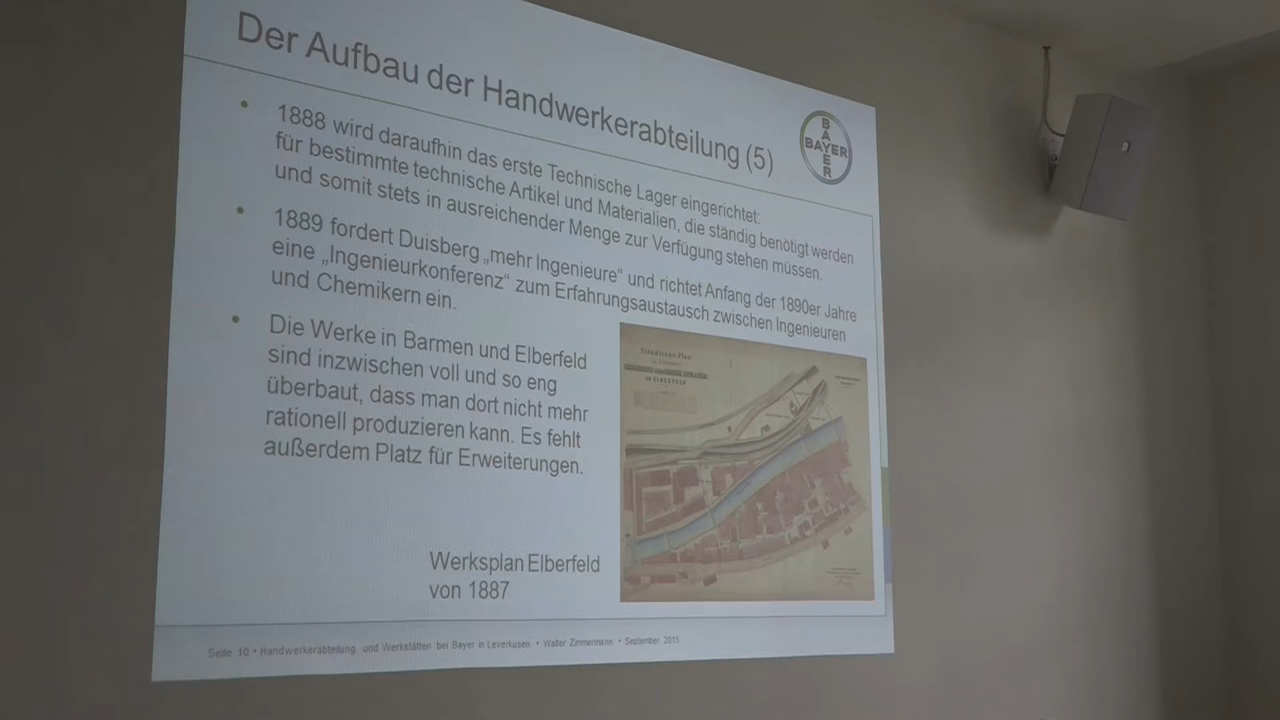 Der Aufbau der Handwerkerabteilung (5)
BAYER
BAYER
• 1888 wird daraufhin das erste Technische Lager eingerichtet:
für bestimmte technische Artikel und Materialien, die ständig benötigt werden
und somit stets in ausreichender Menge zur Verfügung stehen müssen.
• 1889 fordert Duisberg „mehr Ingenieure“ und richtet Anfang der 1890er Jahre
eine „Ingenieurkonferenz“ zum Erfahrungsaustausch zwischen Ingenieuren
und Chemikern ein.
• Die Werke in Barmen und Elberfeld
sind inzwischen voll und so eng
überbaut, dass man dort nicht mehr
rationell produzieren kann. Es fehlt
außerdem Platz für Erweiterungen.
Situations-Plan
in ELBERFELD
Werksplan Elberfeld
von 1887
Seite 10 • Handwerkerabteilung und Werkstätten bei Bayer in Leverkusen • Walter Zimmermann • September 2015